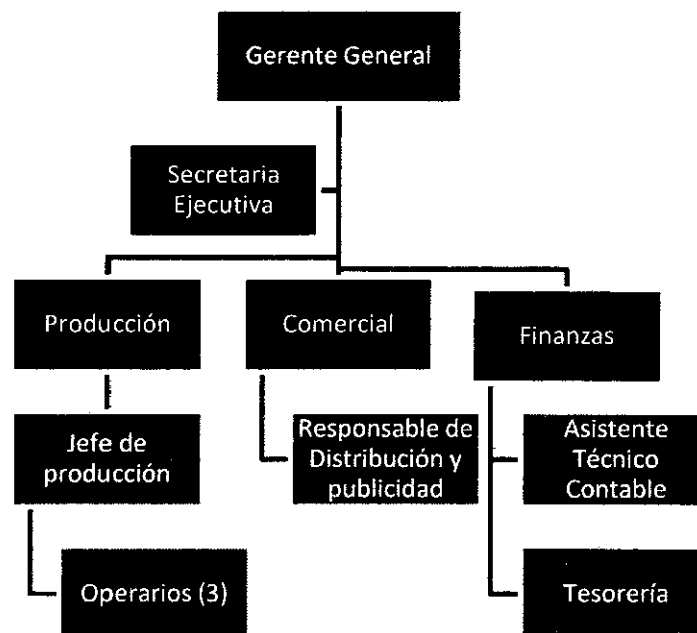 Gerente General
Secretaria
Ejecutiva
Producción
Comercial
Finanzas
Jefe de
producción
Responsable de
Distribución y
publicidad
Asistente
Técnico
Contable
Operarios (3)
Tesorería